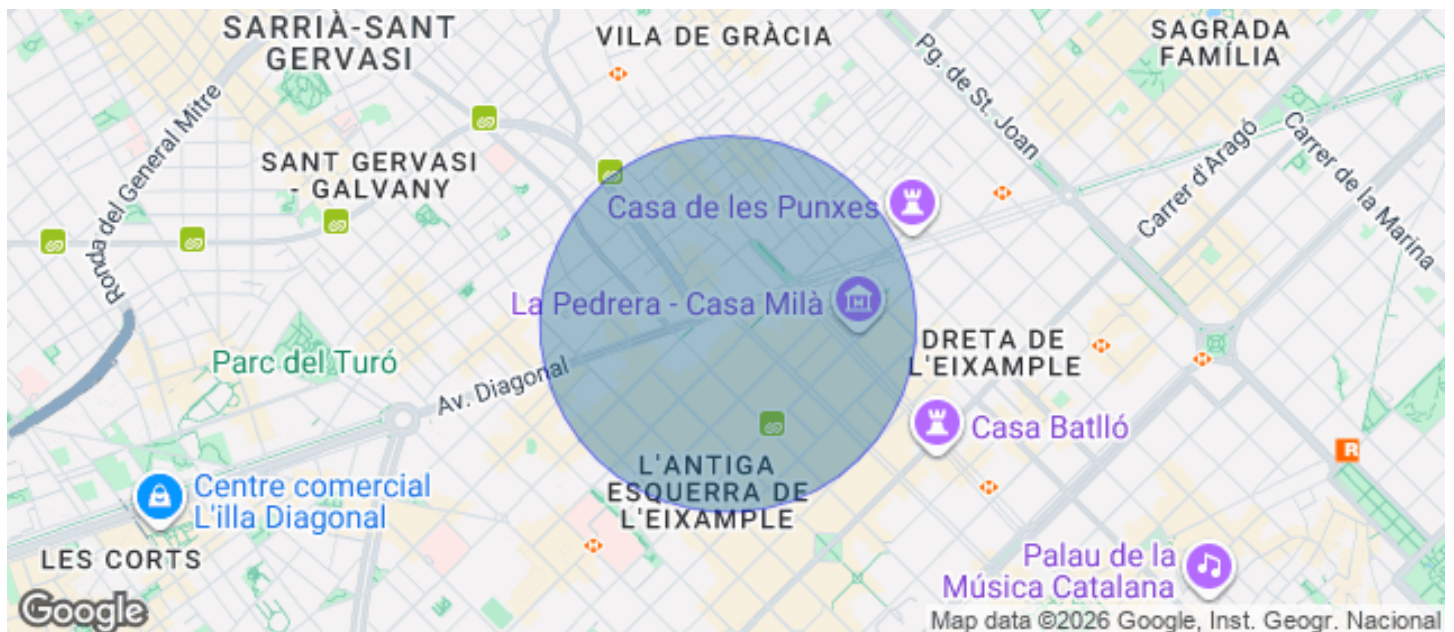 SARRIÀ-SANT
GERVASI
VILA DE GRÀCIA
SAGRADA
FAMÍLIA
Pg. de St. Joan
Ronda del General Mitre
SANT GERVASI
- GALVANY
Carrer d'Aragó
Carrer de la Marina
Casa de les Punxes
La Pedrera - Casa Milà
DRETA DE
L'EIXAMPLE
Parc del Turó
Av. Diagonal
Casa Batlló
L'ANTIGA
ESQUERRA DE
L'EIXAMPLE
R
Centre comercial
L'illa Diagonal
LES CORTS
Palau de la
Música Catalana
Google
Map data ©2026 Google, Inst. Geogr. Nacional